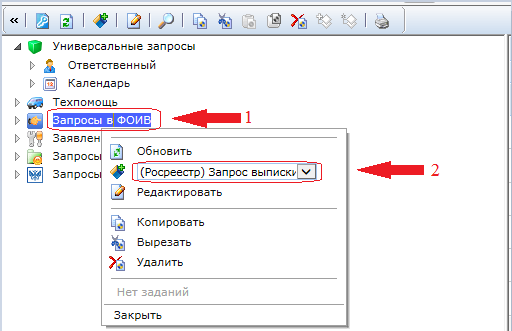 «
Универсальные запросы
Ответственный
Календарь
Техпомощь
Запросы в ФОИВ
1
Заявлен
Запросы
Запросы
Обновить
(Росреестр) Запрос выписки
2
Редактировать
Копировать
Вырезать
Удалить
Нет заданий
Закрыть